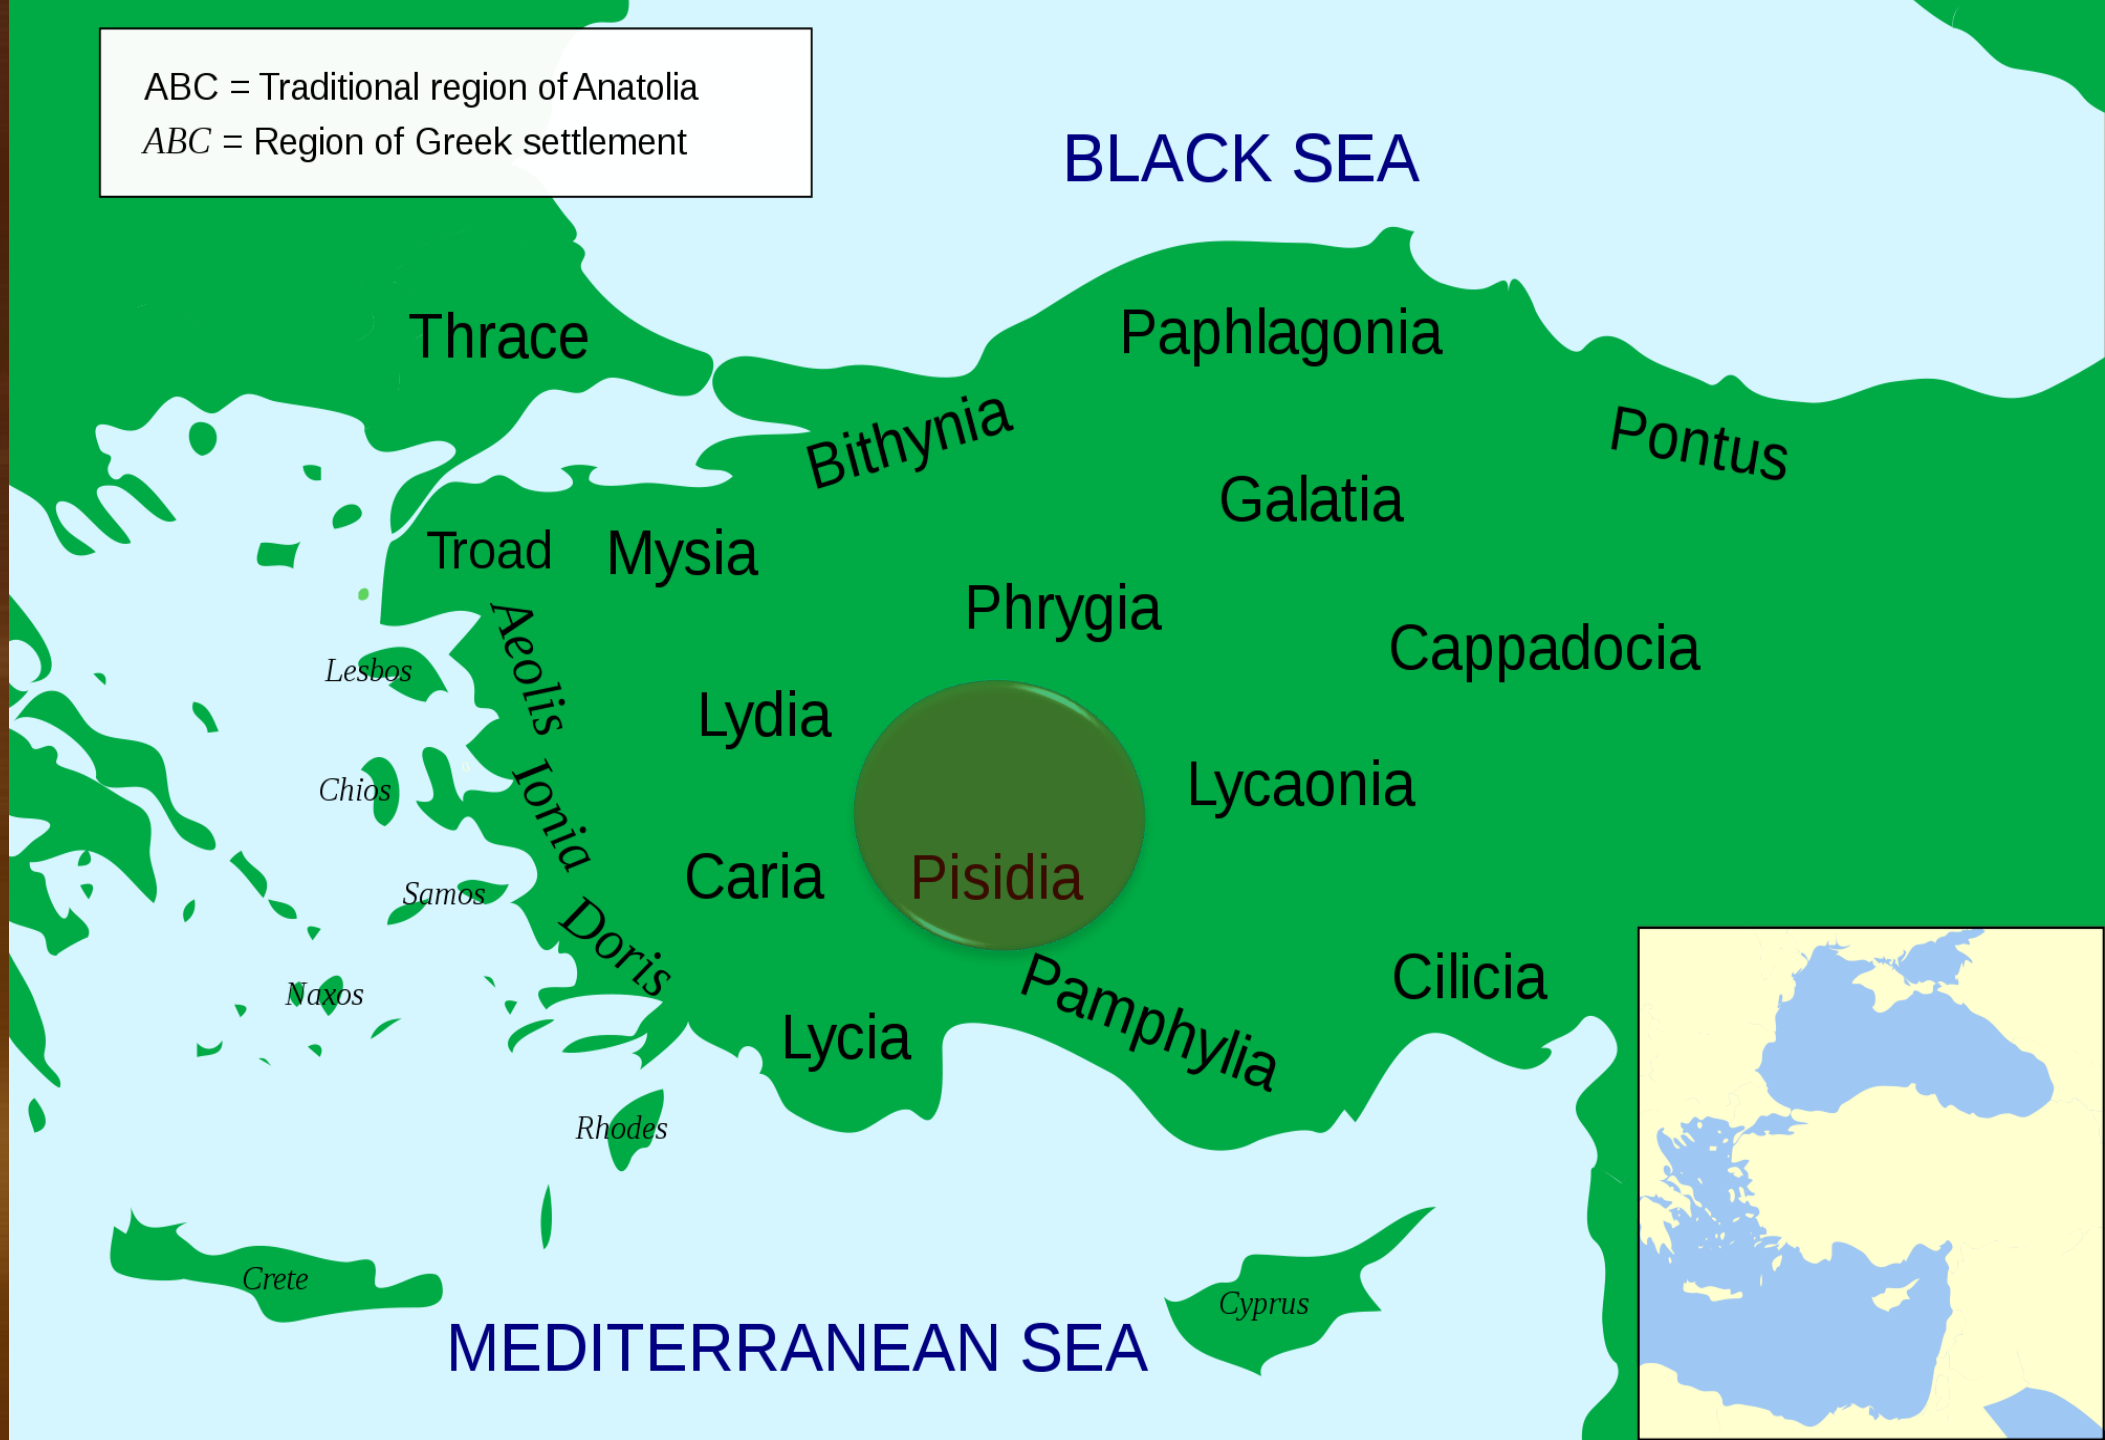 ABC = Traditional region of Anatolia
ABC = Region of Greek settlement
BLACK SEA
Thrace
Paphlagonia
Bithynia
Pontus
Galatia
Troad
Mysia
Phrygia
Aeolis
Cappadocia
Lesbos
Lydia
Ionia
Chios
Lycaonia
Caria
Pisidia
Samos
Doris
Pamphylia
Cilicia
Naxos
Lycia
Rhodes
Crete
Cyprus
MEDITERRANEAN SEA